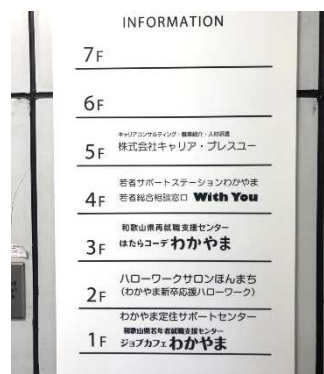 INFORMATION
7F
6F
キャリアコンサルティング・職業紹介・人材派遣
5F 株式会社キャリア・ブレスユー
若者サポートステーションわかやま
4F 若者総合相談窓口 With You
和歌山県再就職支援センター
3F はたらコーデわかやま
ハローワークサロンほんまち
2F (わかやま新卒応援ハローワーク)
わかやま定住サポートセンター
和歌山県若年者就職支援センター
1F ジョブカフェわかやま